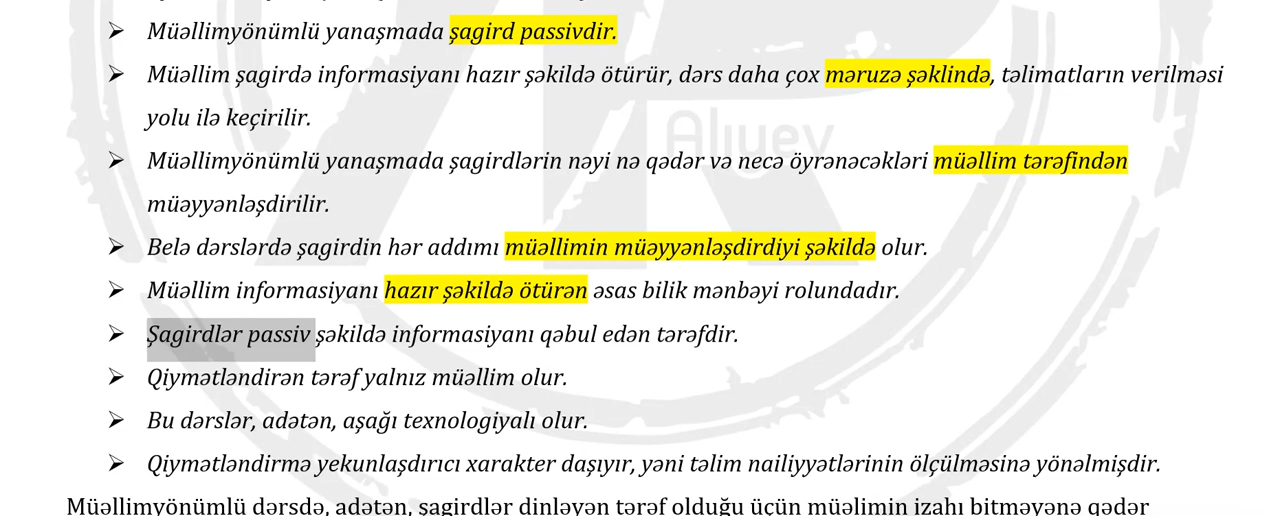 ➢ Müəllimyönümlü yanaşmada şagird passivdir.
➢ Müəllim şagirdə informasiyanı hazır şəkildə ötürür, dərs daha çox məruzə şəklində, təlimatların verilməsi
yolu ilə keçirilir.
Alıyev
➢ Müəllimyönümlü yanaşmada şagirdlərin nəyi nə qədər və necə öyrənəcəkləri müəllim tərəfindən
müəyyənləşdirilir.
➢ Belə dərslərdə şagirdin hər addımı müəllimin müəyyənləşdirdiyi şəkildə olur.
➢ Müəllim informasiyanı hazır şəkildə ötürən əsas bilik mənbəyi rolundadır.
➢ Şagirdlər passiv şəkildə informasiyanı qəbul edən tərəfdir.
➢ Qiymətləndirən tərəf yalnız müəllim olur.
➢ Bu dərslər, adətən, aşağı texnologiyalı olur.
➢ Qiymətləndirmə yekunlaşdırıcı xarakter daşıyır, yəni təlim nailiyyətlərinin ölçülməsinə yönəlmişdir.
Müəllimyönümlü dərsdə, adətən, şagirdlər dinləyən tərəf olduğu üçün müəlimin izahı bitməyənə qədər